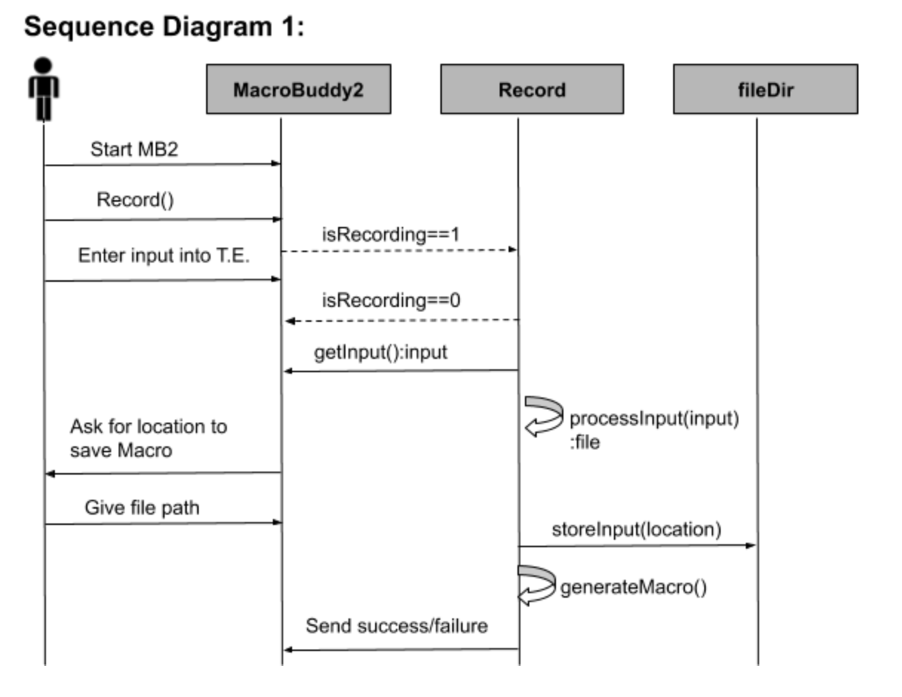 Sequence Diagram 1:
MacroBuddy2
Record
fileDir
Start MB2
Record()
isRecording==1
Enter input into T.E.
isRecording==0
getInput():input
processInput(input)
:file
Ask for location to
save Macro
Give file path
storeInput(location)
generateMacro()
Send success/failure